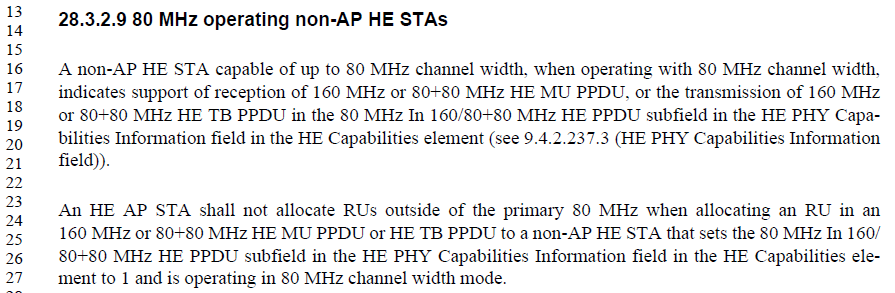 13
28.3.2.9 80 MHz operating non-AP HE STAs
14
15
16 A non-AP HE STA capable of up to 80 MHz channel width, when operating with 80 MHz channel width,
17 indicates support of reception of 160 MHz or 80+80 MHz HE MU PPDU, or the transmission of 160 MHz
18 or 80+80 MHz HE TB PPDU in the 80 MHz In 160/80+80 MHz HE PPDU subfield in the HE PHY Capa-
19
20 bilities Information field in the HE Capabilities element (see 9.4.2.237.3 (HE PHY Capabilities Information
21 field)).
22
23
24 An HE AP STA shall not allocate RUs outside of the primary 80 MHz when allocating an RU in an
25 160 MHz or 80+80 MHz HE MU PPDU or HE TB PPDU to a non-AP HE STA that sets the 80 MHz In 160/
26 80+80 MHz HE PPDU subfield in the HE PHY Capabilities Information field in the HE Capabilities ele-
27 ment to 1 and is operating in 80 MHz channel width mode.